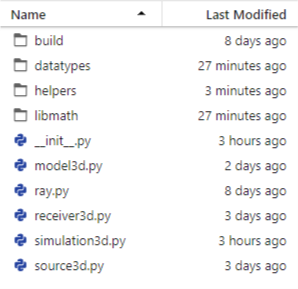 Name Last Modified
build 8 days ago
datatypes 27 minutes ago
helpers 3 minutes ago
libmath 27 minutes ago
__init__.py 3 hours ago
model3d.py 2 days ago
ray.py 8 days ago
receiver3d.py 3 days ago
simulation3d.py 3 hours ago
source3d.py 3 days ago